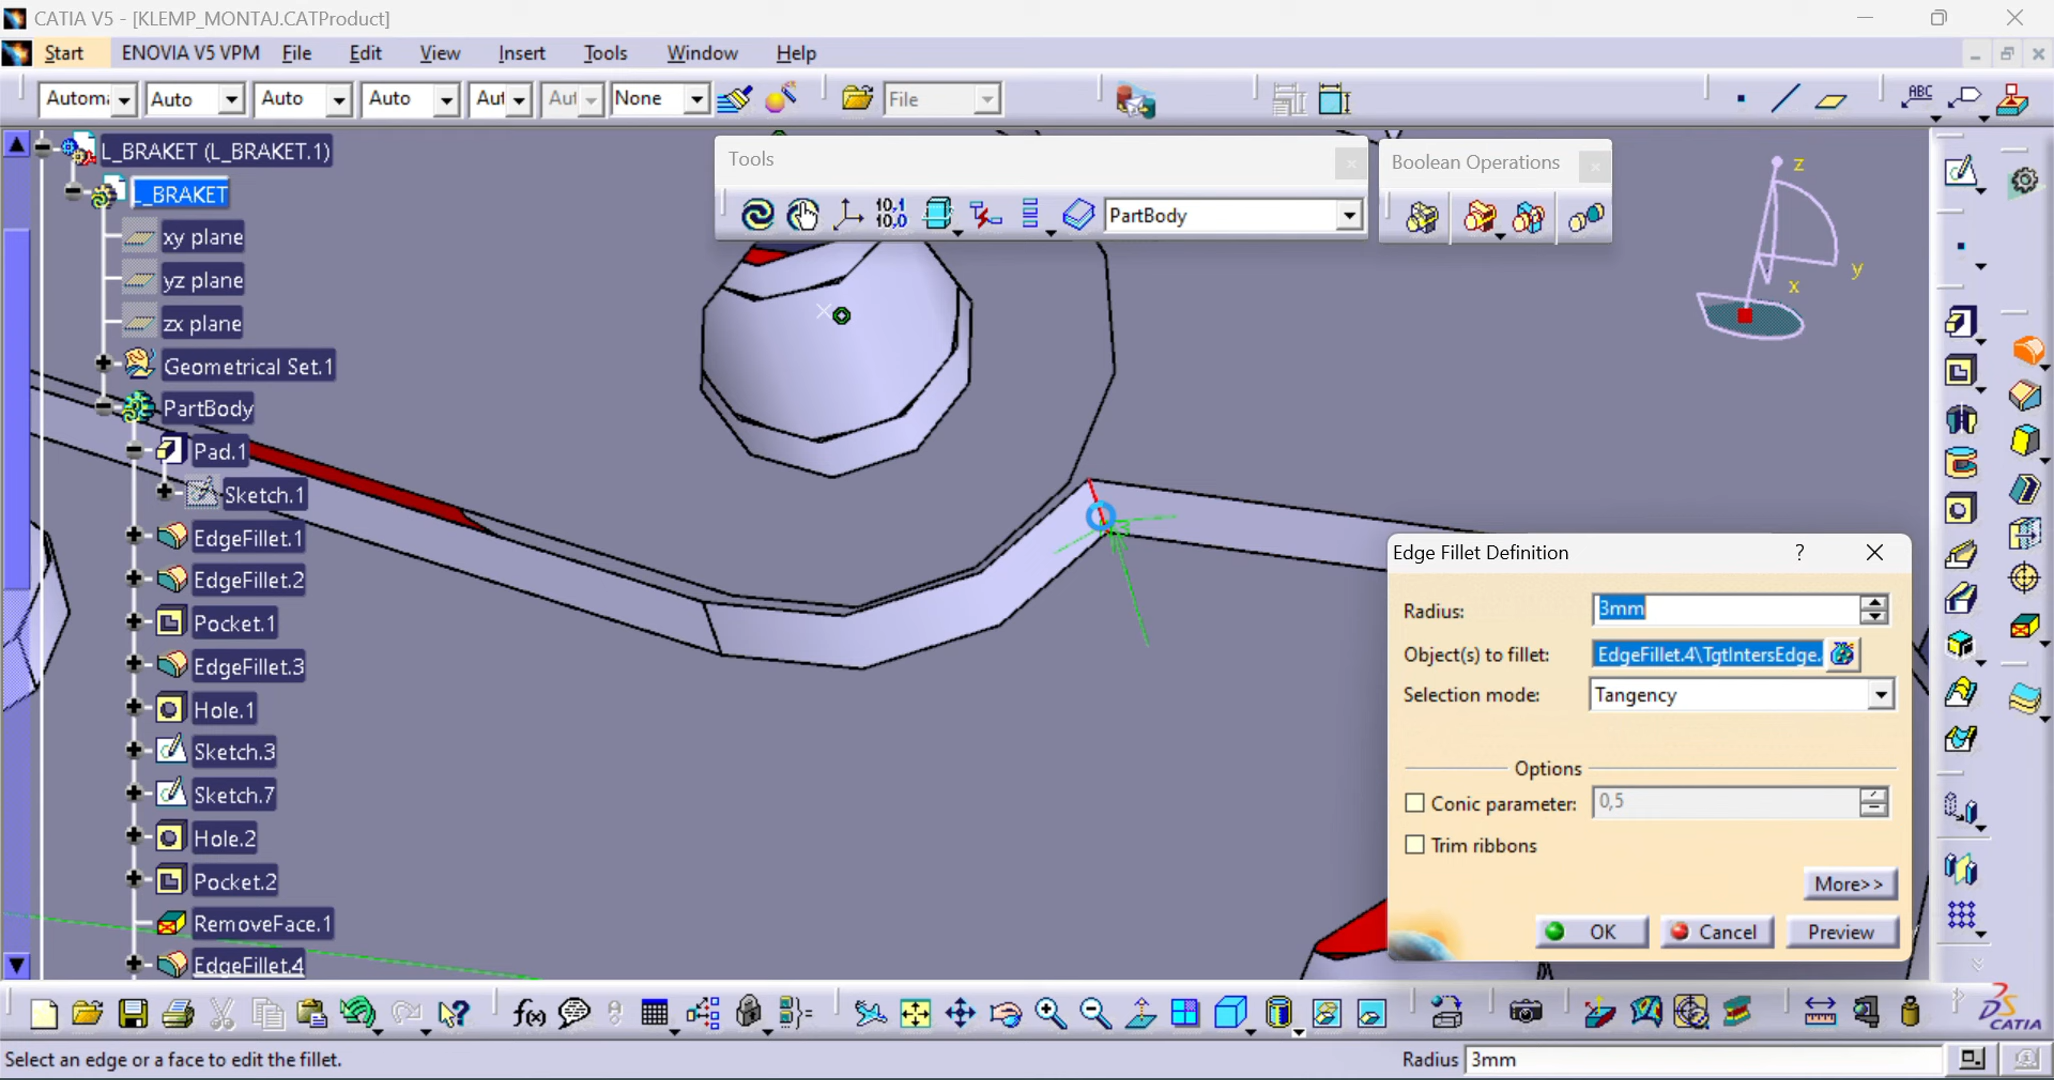 CATIA V5 - [KLEMP_MONTAJ.CATProduct]
Start ENOVIA V5 VPM File Edit View Insert Tools Window Help
Auto Auto Auto Aut Aut None File ABC
L_BRAKET (L_BRAKET.1)
L_BRAKET
xy plane
yz plane
zx plane
Geometrical Set.1
PartBody
Pad.1
Sketch.1
EdgeFillet.1
EdgeFillet.2
Pocket.1
EdgeFillet.3
Hole.1
Sketch.3
Sketch.7
Hole.2
Pocket.2
RemoveFace.1
EdgeFillet.4
Tools
10,1
10,0
PartBody
Boolean Operations
z
y
x
Edge Fillet Definition ?
Radius: 3mm
Object(s) to fillet: EdgeFillet.4\TgtIntersEdge.
Selection mode: Tangency
Options
Conic parameter: 0,5
Trim ribbons
More>>
OK Cancel Preview
f(x)
CATIA
Select an edge or a face to edit the fillet.
Radius 3mm